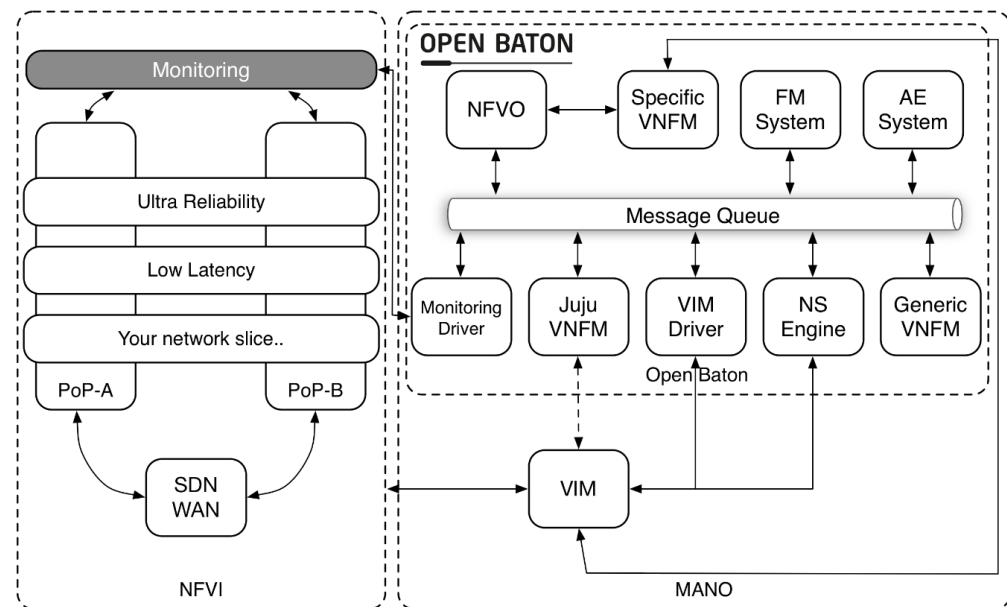 Monitoring
Ultra Reliability
Low Latency
Your network slice..
PoP-A
PoP-B
SDN
WAN
NFVI
OPEN BATON
NFVO
Specific
VNFM
FM
System
AE
System
Message Queue
Monitoring
Driver
Juju
VNFM
VIM
Driver
NS
Engine
Generic
VNFM
Open Baton
VIM
MANO